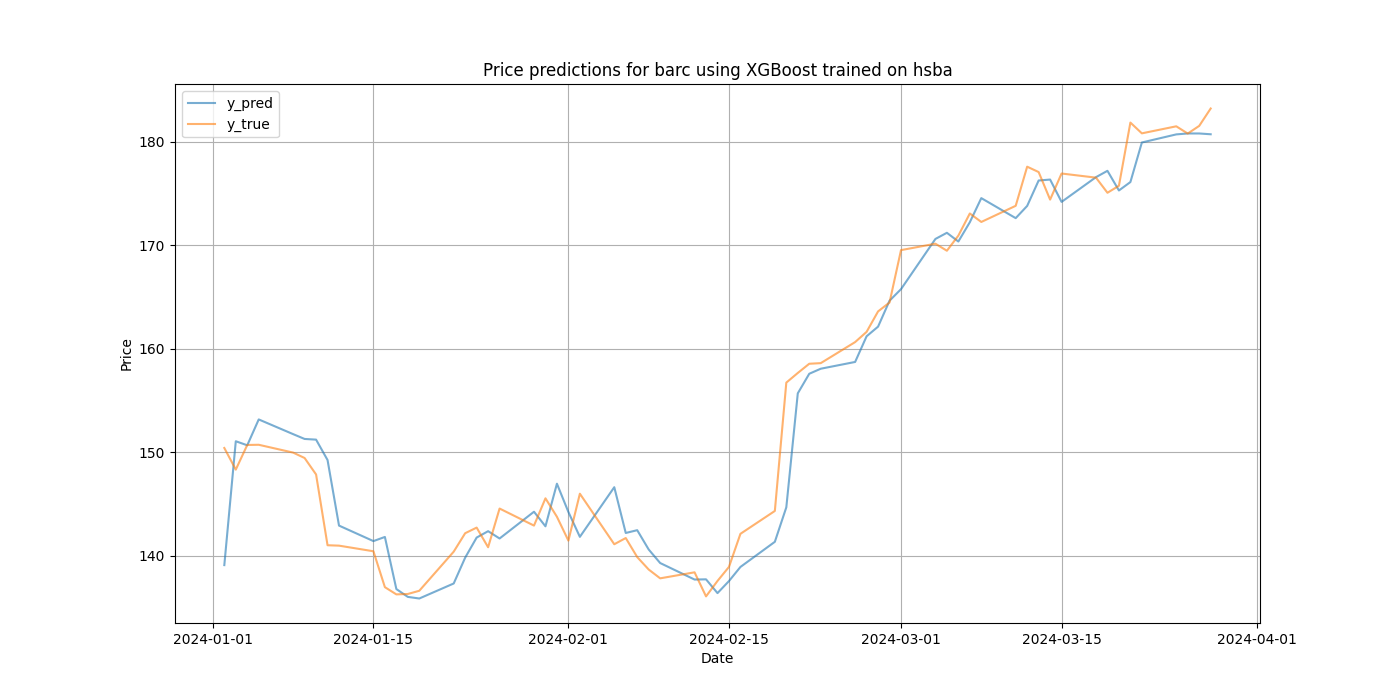 Price predictions for barc using XGBoost trained on hsba
y_pred
y_true
180
170
160
150
140
Price
2024-01-01
2024-01-15
2024-02-01
2024-02-15
2024-03-01
2024-03-15
2024-04-01
Date